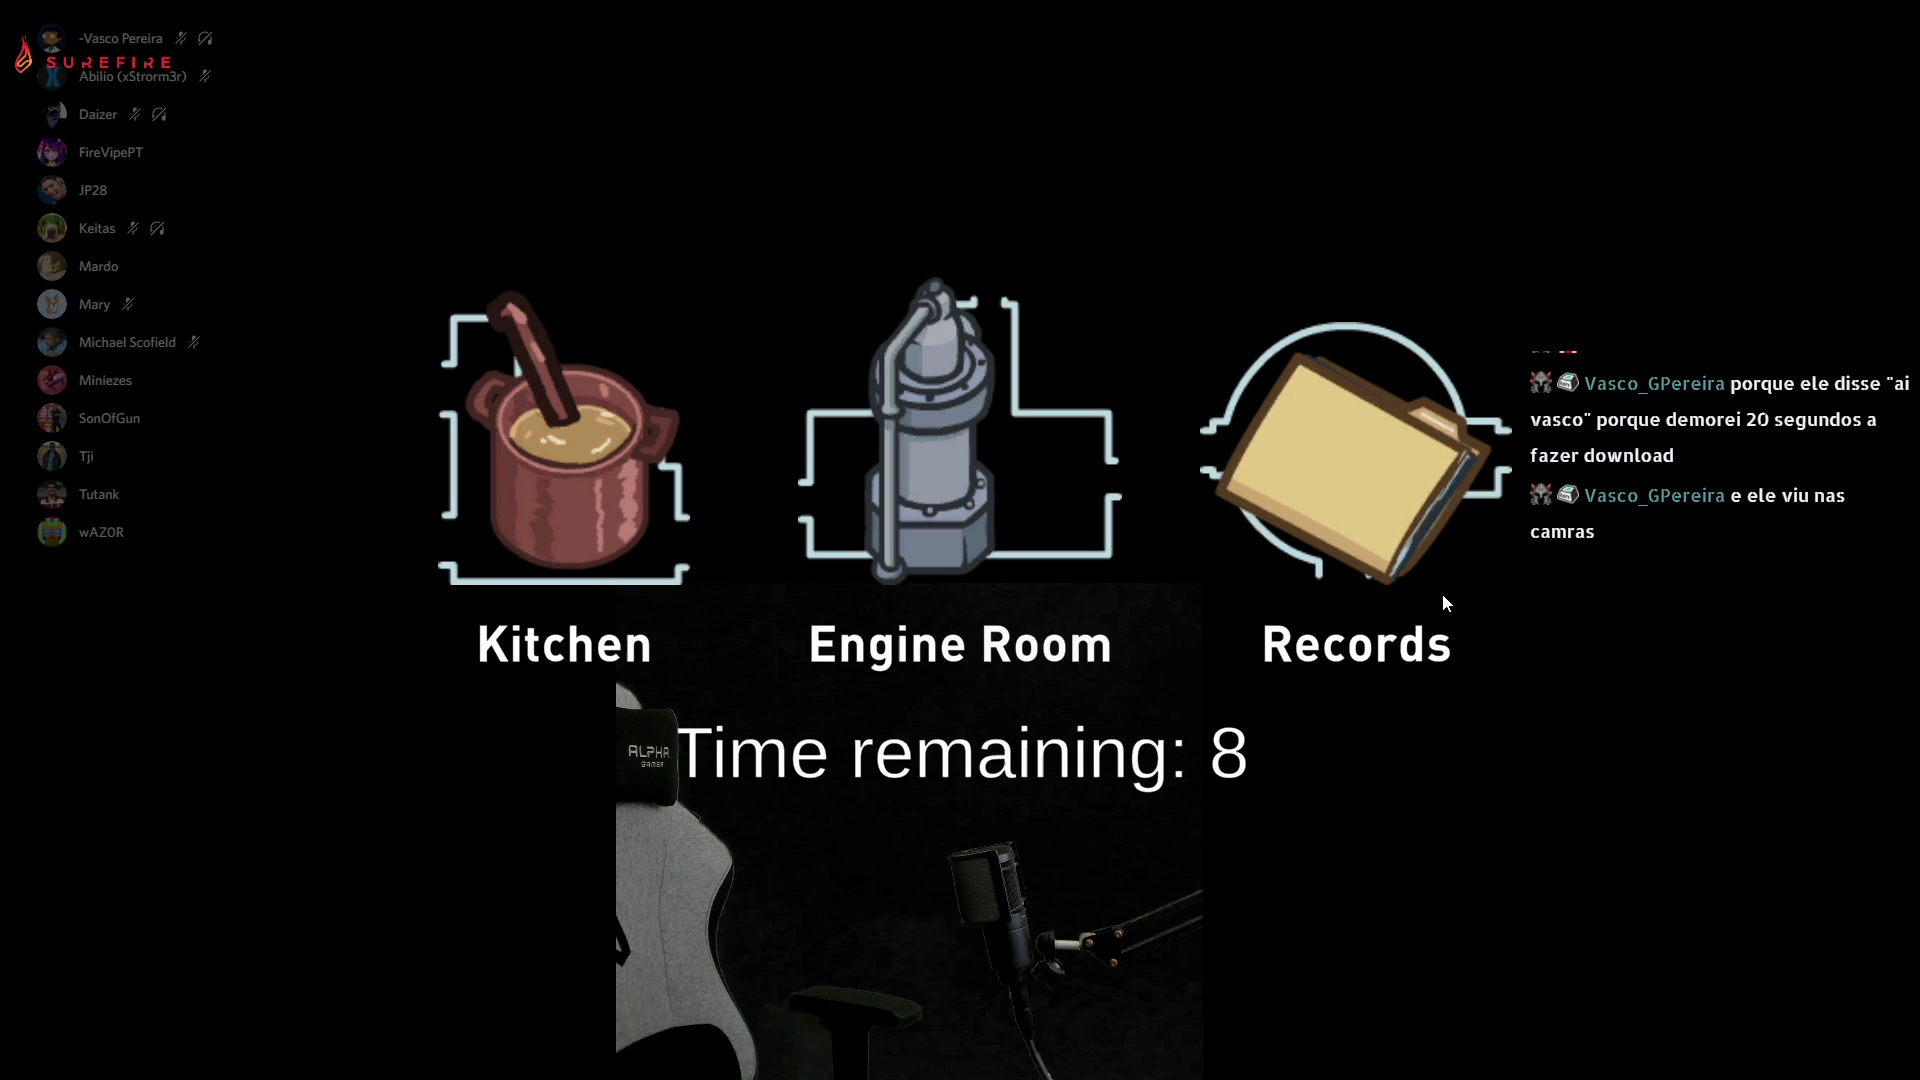 -Vasco Pereira
SUREFIRE
Abilio (xStrorm3r)
Daizer
FireVipePT
JP28
Keitas
Mardo
Mary
Michael Scofield
Miniezes
SonOfGun
Tji
Tutank
wAZ0R
Vasco_GPereira porque ele disse "ai
vasco" porque demorei 20 segundos a
fazer download
Vasco_GPereira e ele viu nas
camras
Kitchen
Engine Room
Records
Time remaining: 8
ALPHA
GAMER